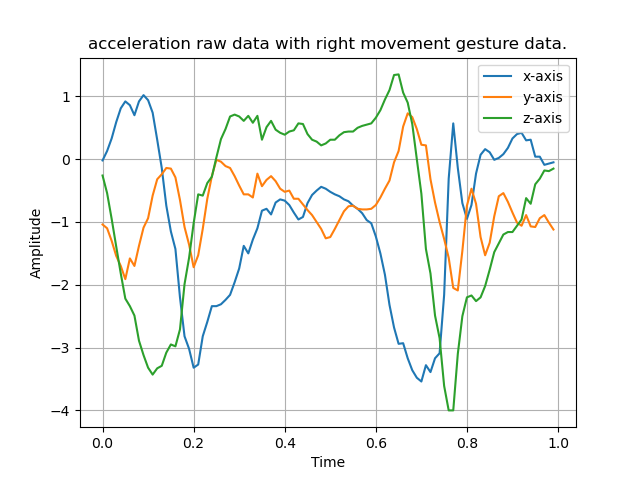 acceleration raw data with right movement gesture data.
x-axis
y-axis
z-axis
Amplitude
1
0
−1
−2
−3
−4
0.0 0.2 0.4 0.6 0.8 1.0
Time